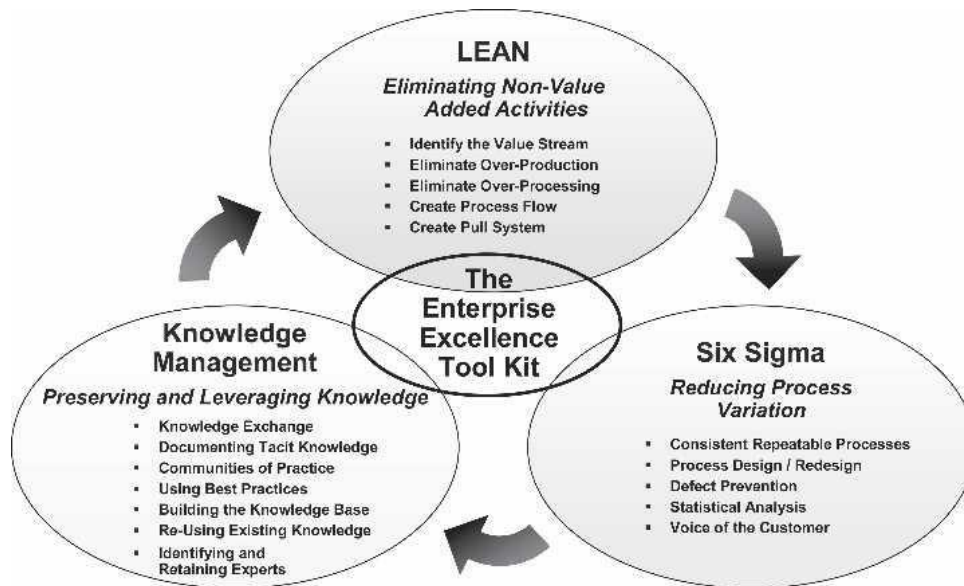 LEAN
Eliminating Non-Value
Added Activities
▪ Identify the Value Stream
▪ Eliminate Over-Production
▪ Eliminate Over-Processing
▪ Create Process Flow
▪ Create Pull System
The
Enterprise
Excellence
Tool Kit
Knowledge
Management
Preserving and Leveraging Knowledge
▪ Knowledge Exchange
▪ Documenting Tacit Knowledge
▪ Communities of Practice
▪ Using Best Practices
▪ Building the Knowledge Base
▪ Re-Using Existing Knowledge
▪ Identifying and
Retaining Experts
Six Sigma
Reducing Process
Variation
▪ Consistent Repeatable Processes
▪ Process Design / Redesign
▪ Defect Prevention
▪ Statistical Analysis
▪ Voice of the Customer